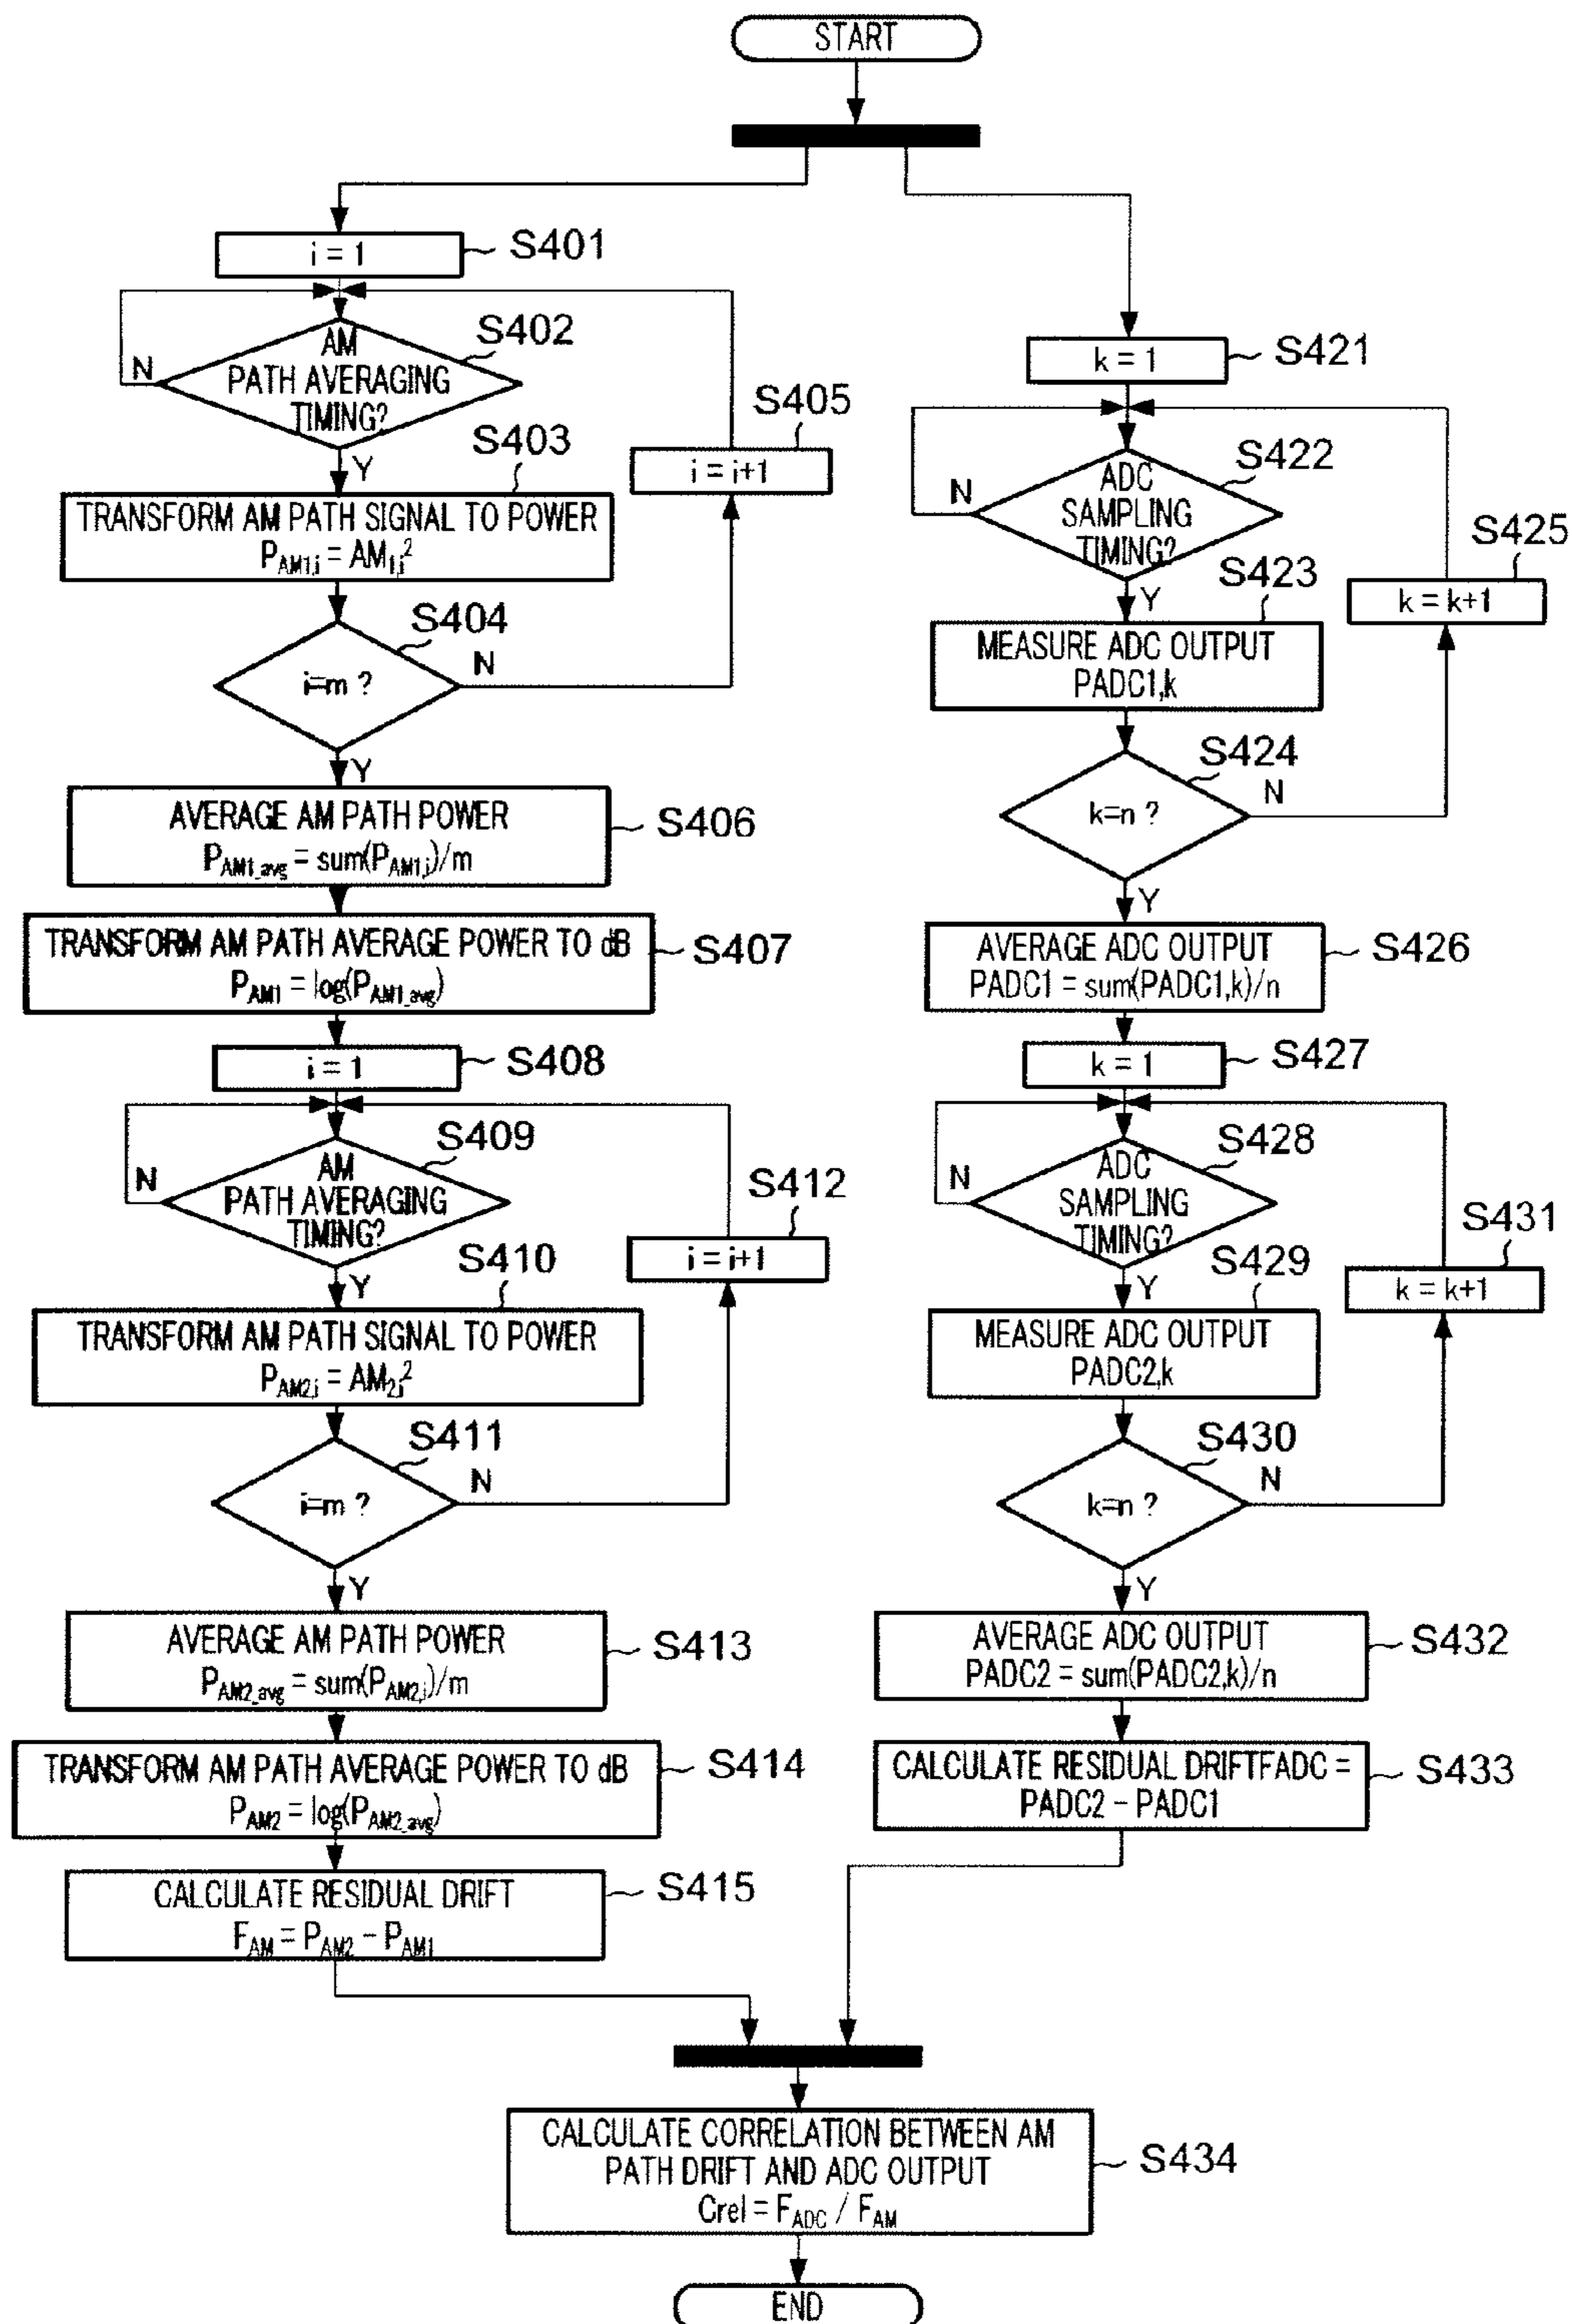 START
i = 1
S401
AM
PATH AVERAGING
TIMING?
S402
N
Y
S403
TRANSFORM AM PATH SIGNAL TO POWER
P_AM1,i = AM_1,i²
S404
i=m ?
N
S405
i = i+1
Y
AVERAGE AM PATH POWER
P_AM1_avg = sum(P_AM1,i)/m
S406
TRANSFORM AM PATH AVERAGE POWER TO dB
P_AM1 = log(P_AM1_avg)
S407
i = 1
S408
AM
PATH AVERAGING
TIMING?
S409
N
Y
S410
TRANSFORM AM PATH SIGNAL TO POWER
P_AM2,i = AM_2,i²
S411
i=m ?
N
S412
i = i+1
Y
AVERAGE AM PATH POWER
P_AM2_avg = sum(P_AM2,i)/m
S413
TRANSFORM AM PATH AVERAGE POWER TO dB
P_AM2 = log(P_AM2_avg)
S414
CALCULATE RESIDUAL DRIFT
F_AM = P_AM2 – P_AM1
S415
k = 1
S421
ADC
SAMPLING
TIMING?
S422
N
Y
S423
MEASURE ADC OUTPUT
PADC1,k
S424
k=n ?
N
S425
k = k+1
Y
AVERAGE ADC OUTPUT
PADC1 = sum(PADC1,k)/n
S426
k = 1
S427
ADC
SAMPLING
TIMING?
S428
N
Y
S429
MEASURE ADC OUTPUT
PADC2,k
S430
k=n ?
N
S431
k = k+1
Y
AVERAGE ADC OUTPUT
PADC2 = sum(PADC2,k)/n
S432
CALCULATE RESIDUAL DRIFTFADC =
PADC2 – PADC1
S433
CALCULATE CORRELATION BETWEEN AM
PATH DRIFT AND ADC OUTPUT
Crel = F_ADC / F_AM
S434
END